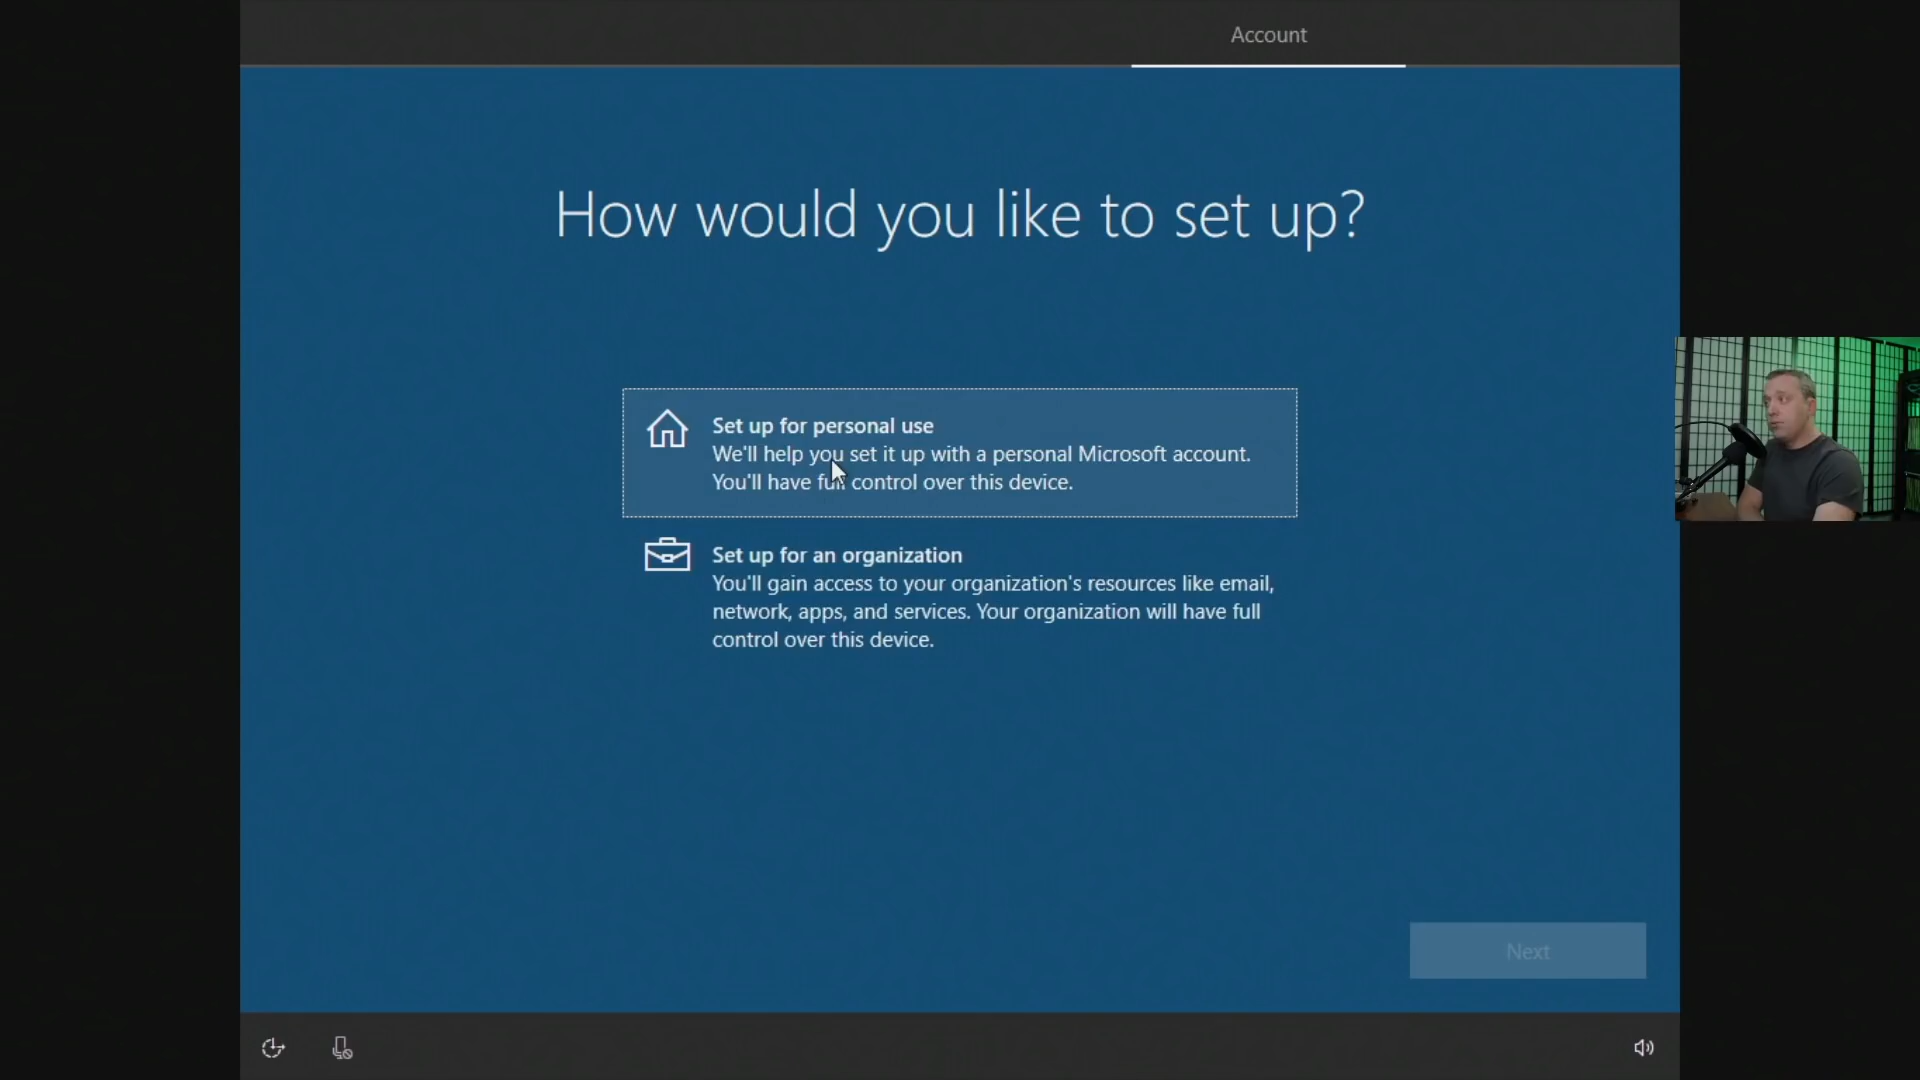 Account
How would you like to set up?
Set up for personal use
We'll help you set it up with a personal Microsoft account.
You'll have full control over this device.
Set up for an organization
You'll gain access to your organization's resources like email,
network, apps, and services. Your organization will have full
control over this device.
Next